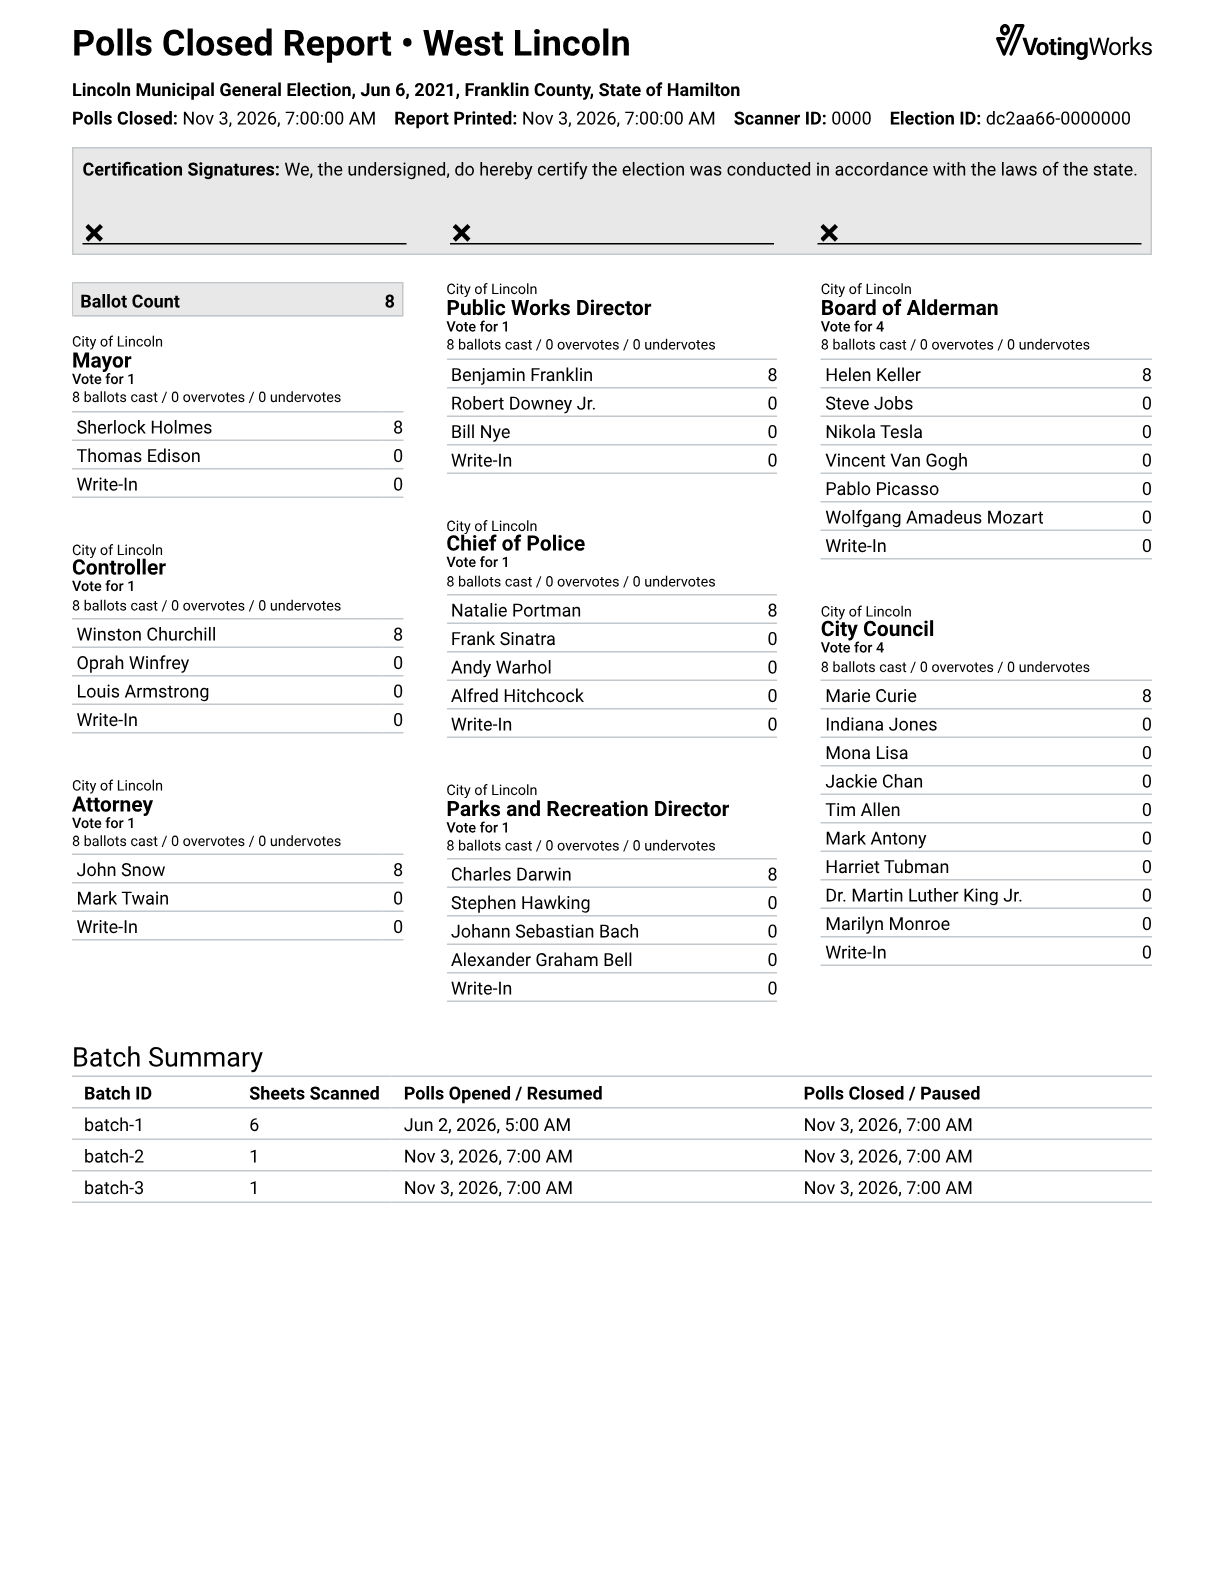 Polls Closed Report • West Lincoln
VotingWorks
Lincoln Municipal General Election, Jun 6, 2021, Franklin County, State of Hamilton
Polls Closed: Nov 3, 2026, 7:00:00 AM Report Printed: Nov 3, 2026, 7:00:00 AM Scanner ID: 0000 Election ID: dc2aa66-0000000
Certification Signatures: We, the undersigned, do hereby certify the election was conducted in accordance with the laws of the state.
Ballot Count 8
City of Lincoln
Mayor
Vote for 1
8 ballots cast / 0 overvotes / 0 undervotes
Sherlock Holmes 8
Thomas Edison 0
Write-In 0
City of Lincoln
Controller
Vote for 1
8 ballots cast / 0 overvotes / 0 undervotes
Winston Churchill 8
Oprah Winfrey 0
Louis Armstrong 0
Write-In 0
City of Lincoln
Attorney
Vote for 1
8 ballots cast / 0 overvotes / 0 undervotes
John Snow 8
Mark Twain 0
Write-In 0
City of Lincoln
Public Works Director
Vote for 1
8 ballots cast / 0 overvotes / 0 undervotes
Benjamin Franklin 8
Robert Downey Jr. 0
Bill Nye 0
Write-In 0
City of Lincoln
Chief of Police
Vote for 1
8 ballots cast / 0 overvotes / 0 undervotes
Natalie Portman 8
Frank Sinatra 0
Andy Warhol 0
Alfred Hitchcock 0
Write-In 0
City of Lincoln
Parks and Recreation Director
Vote for 1
8 ballots cast / 0 overvotes / 0 undervotes
Charles Darwin 8
Stephen Hawking 0
Johann Sebastian Bach 0
Alexander Graham Bell 0
Write-In 0
City of Lincoln
Board of Alderman
Vote for 4
8 ballots cast / 0 overvotes / 0 undervotes
Helen Keller 8
Steve Jobs 0
Nikola Tesla 0
Vincent Van Gogh 0
Pablo Picasso 0
Wolfgang Amadeus Mozart 0
Write-In 0
City of Lincoln
City Council
Vote for 4
8 ballots cast / 0 overvotes / 0 undervotes
Marie Curie 8
Indiana Jones 0
Mona Lisa 0
Jackie Chan 0
Tim Allen 0
Mark Antony 0
Harriet Tubman 0
Dr. Martin Luther King Jr. 0
Marilyn Monroe 0
Write-In 0
Batch Summary
Batch ID Sheets Scanned Polls Opened / Resumed Polls Closed / Paused
batch-1 6 Jun 2, 2026, 5:00 AM Nov 3, 2026, 7:00 AM
batch-2 1 Nov 3, 2026, 7:00 AM Nov 3, 2026, 7:00 AM
batch-3 1 Nov 3, 2026, 7:00 AM Nov 3, 2026, 7:00 AM